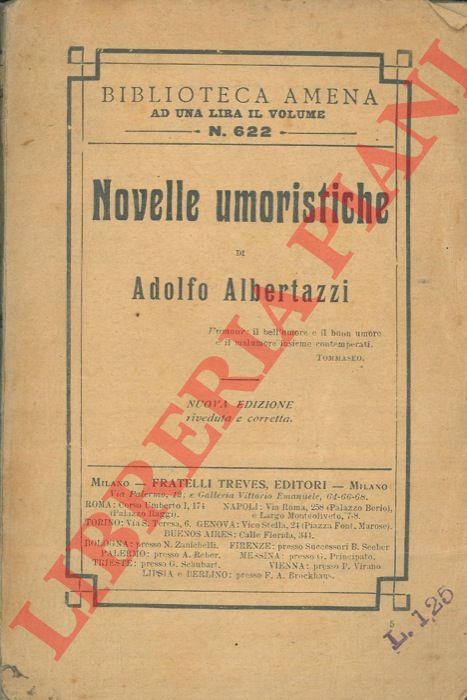 BIBLIOTECA AMENA
AD UNA LIRA IL VOLUME
N. 622
Novelle umoristiche
DI
Adolfo Albertazzi
l'umour: il bell'umore e il buon umore
e il malumore insieme contemperati.
TOMMASEO.
NUOVA EDIZIONE
riveduta e corretta.
MILANO — FRATELLI TREVES, EDITORI — MILANO
Via Palermo, 12; e Galleria Vittorio Emanuele, 64-66-68.
ROMA: Corso Umberto I, 174 NAPOLI: Via Roma, 258 (Palazzo Berio),
(Palazzo Raggi). e Largo Monteoliveto, 7-8.
TORINO: Via S. Teresa, 6. GENOVA: Vico Stella, 24 (Piazza Font. Marose).
BUENOS AIRES: Calle Florida, 341.
BOLOGNA: presso N. Zanichelli. FIRENZE: presso Successori B. Seeber
PALERMO: presso A. Reber. MESSINA: presso G. Principato.
TRIESTE: presso G. Schubart. VIENNA: presso P. Virano
LIPSIA e BERLINO: presso F. A. Brockhaus.
5
L. 125
LIBRERIA PIANI